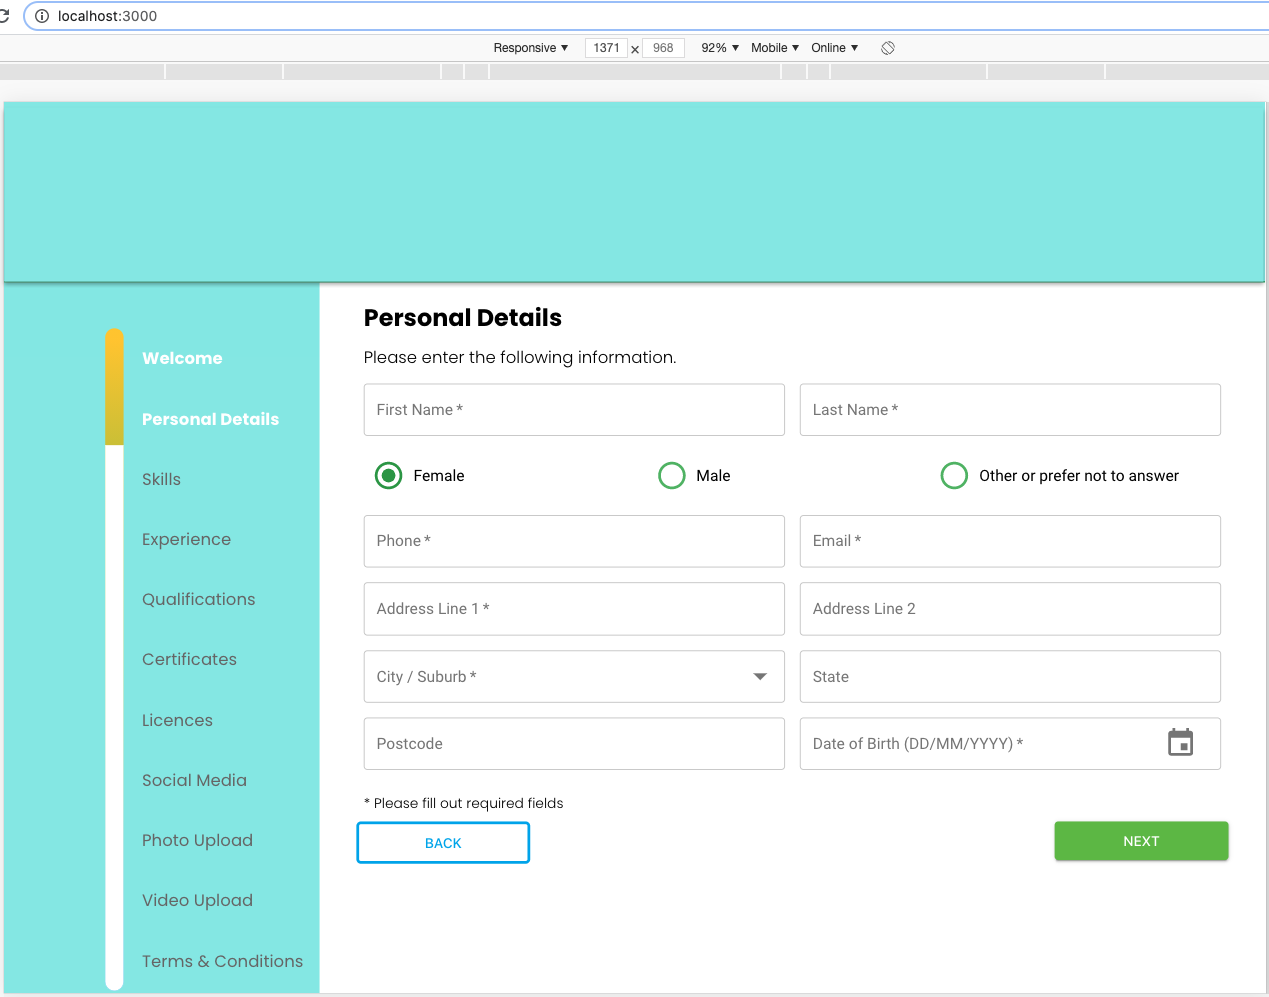 localhost:3000
Responsive ▼ 1371 × 968 92% ▼ Mobile ▼ Online ▼
Welcome
Personal Details
Skills
Experience
Qualifications
Certificates
Licences
Social Media
Photo Upload
Video Upload
Terms & Conditions
Personal Details
Please enter the following information.
First Name * Last Name *
Female Male Other or prefer not to answer
Phone * Email *
Address Line 1 * Address Line 2
City / Suburb * State
Postcode Date of Birth (DD/MM/YYYY) *
* Please fill out required fields
BACK NEXT